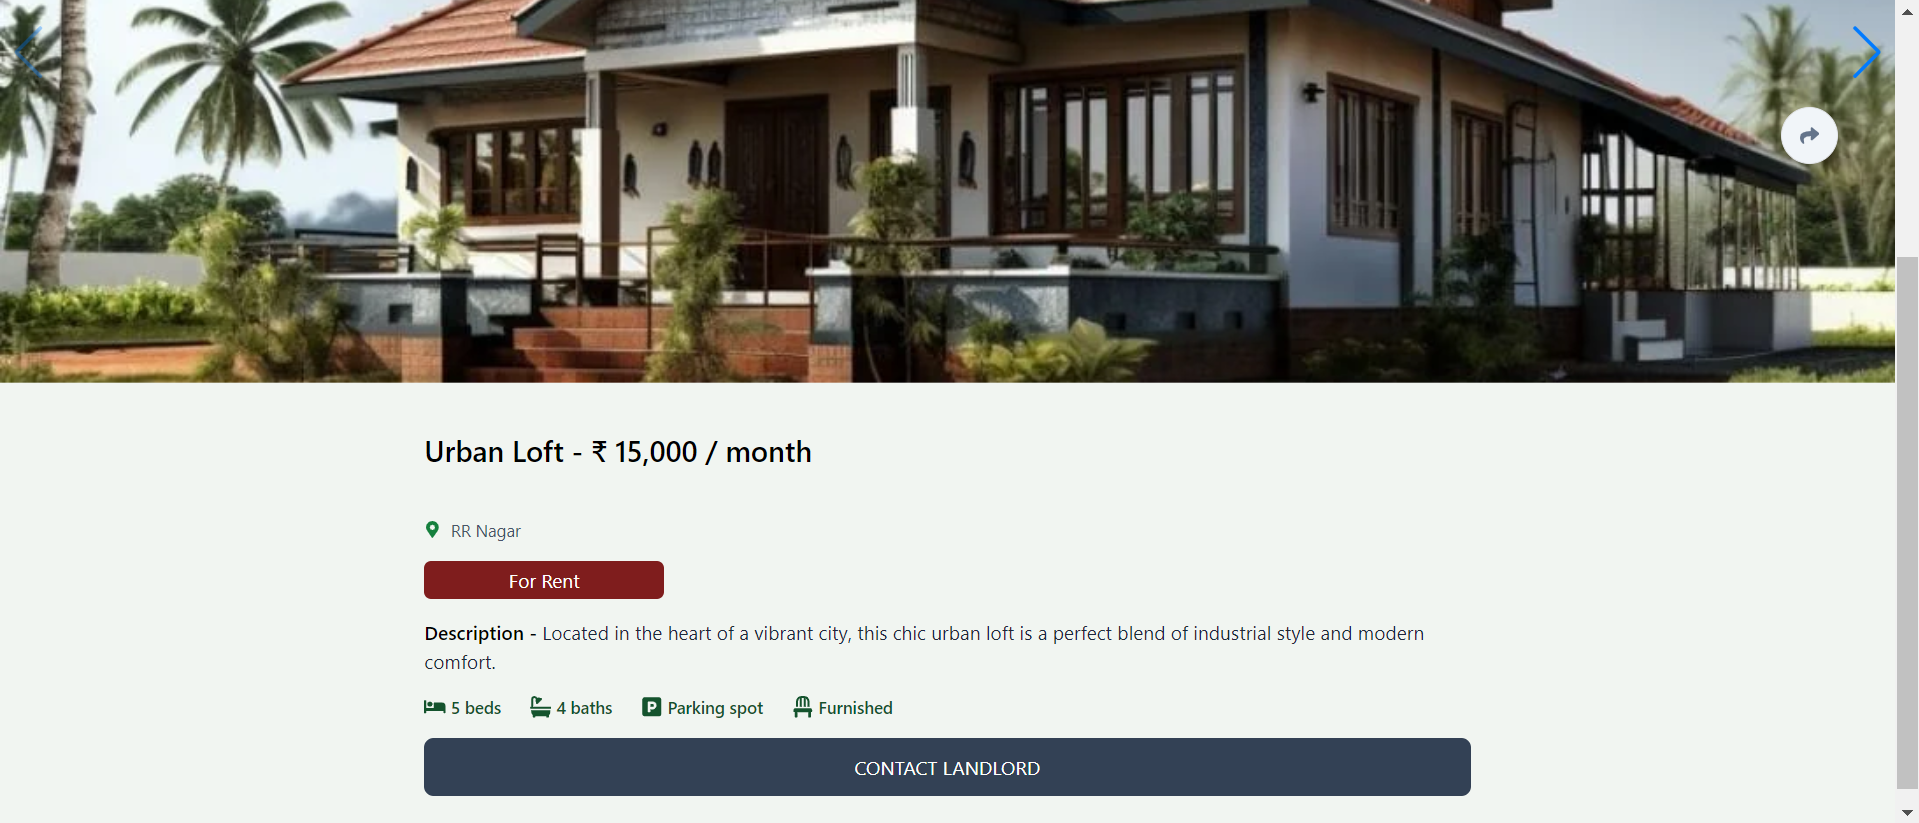 Urban Loft - ₹ 15,000 / month
RR Nagar
For Rent
Description - Located in the heart of a vibrant city, this chic urban loft is a perfect blend of industrial style and modern
comfort.
5 beds 4 baths P Parking spot Furnished
CONTACT LANDLORD